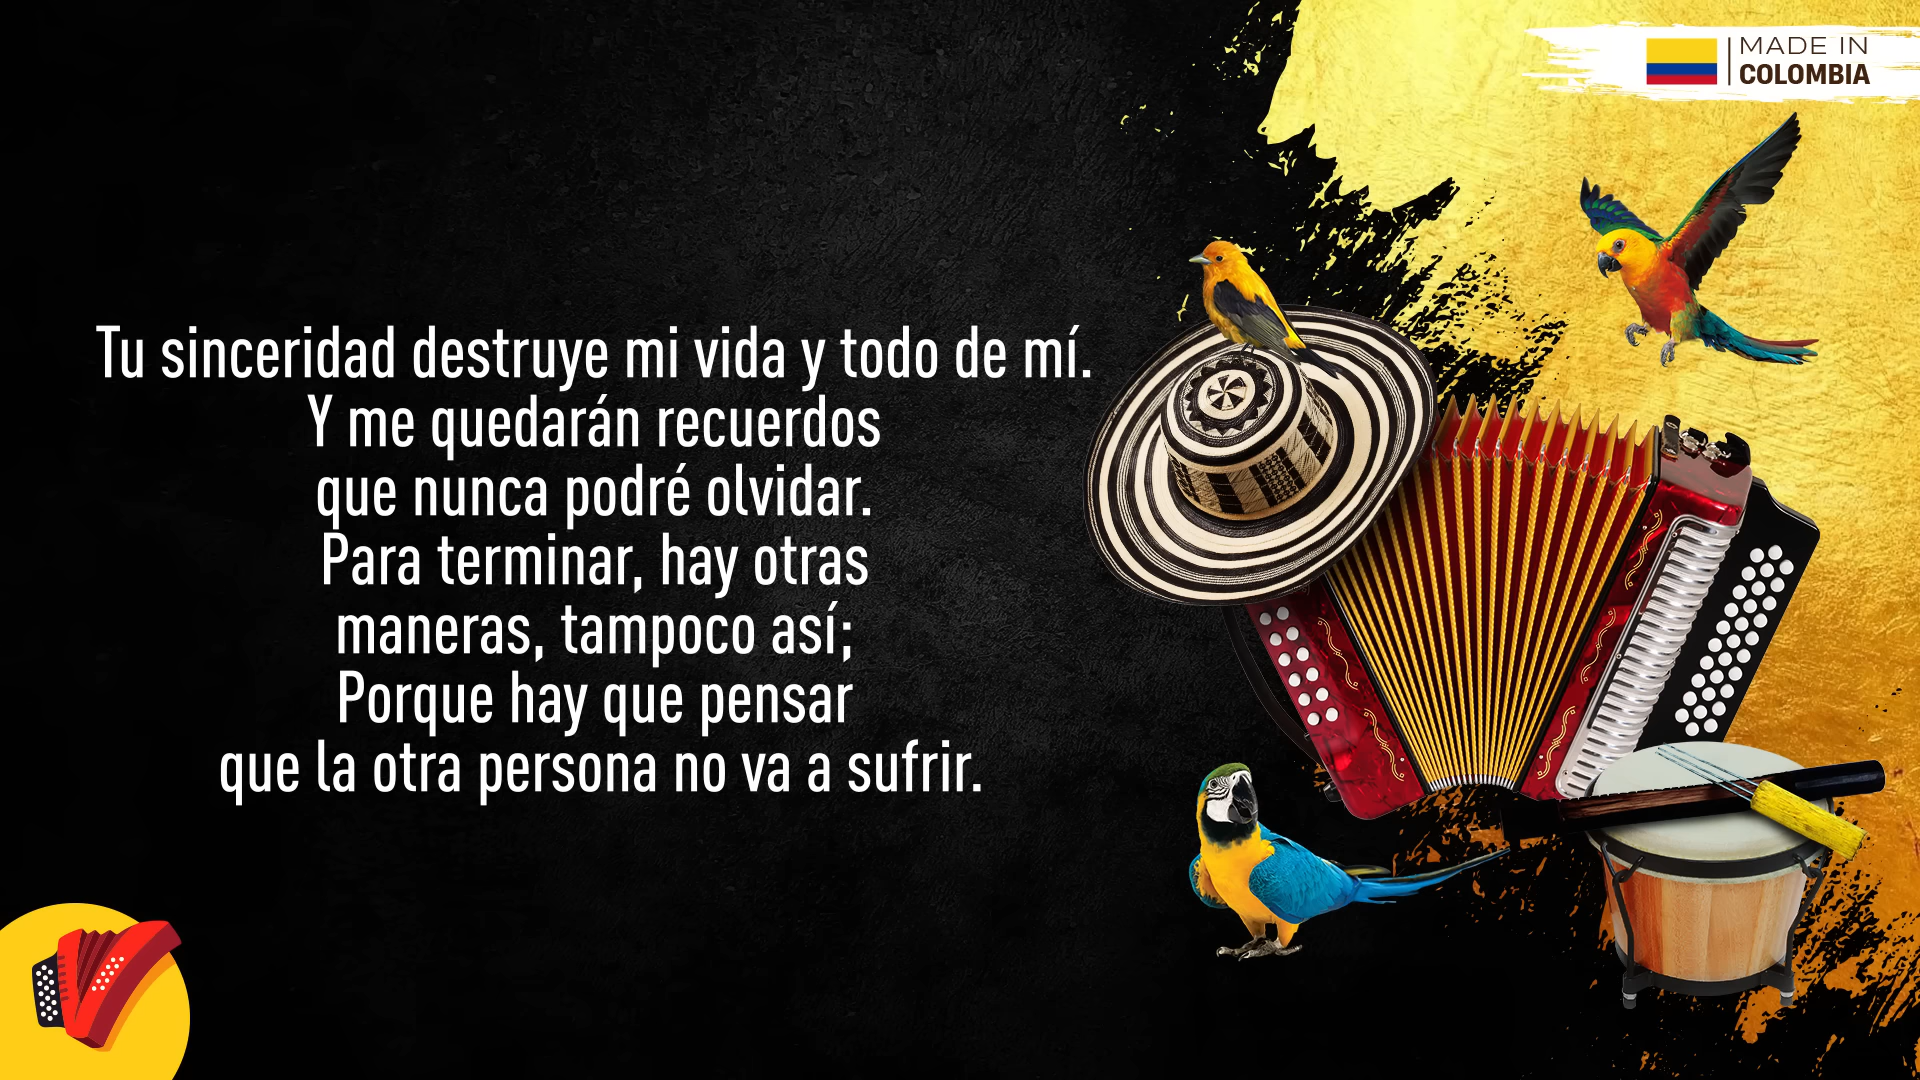 MADE IN
COLOMBIA
Tu sinceridad destruye mi vida y todo de mí.
Y me quedarán recuerdos
que nunca podré olvidar.
Para terminar, hay otras
maneras, tampoco así;
Porque hay que pensar
que la otra persona no va a sufrir.